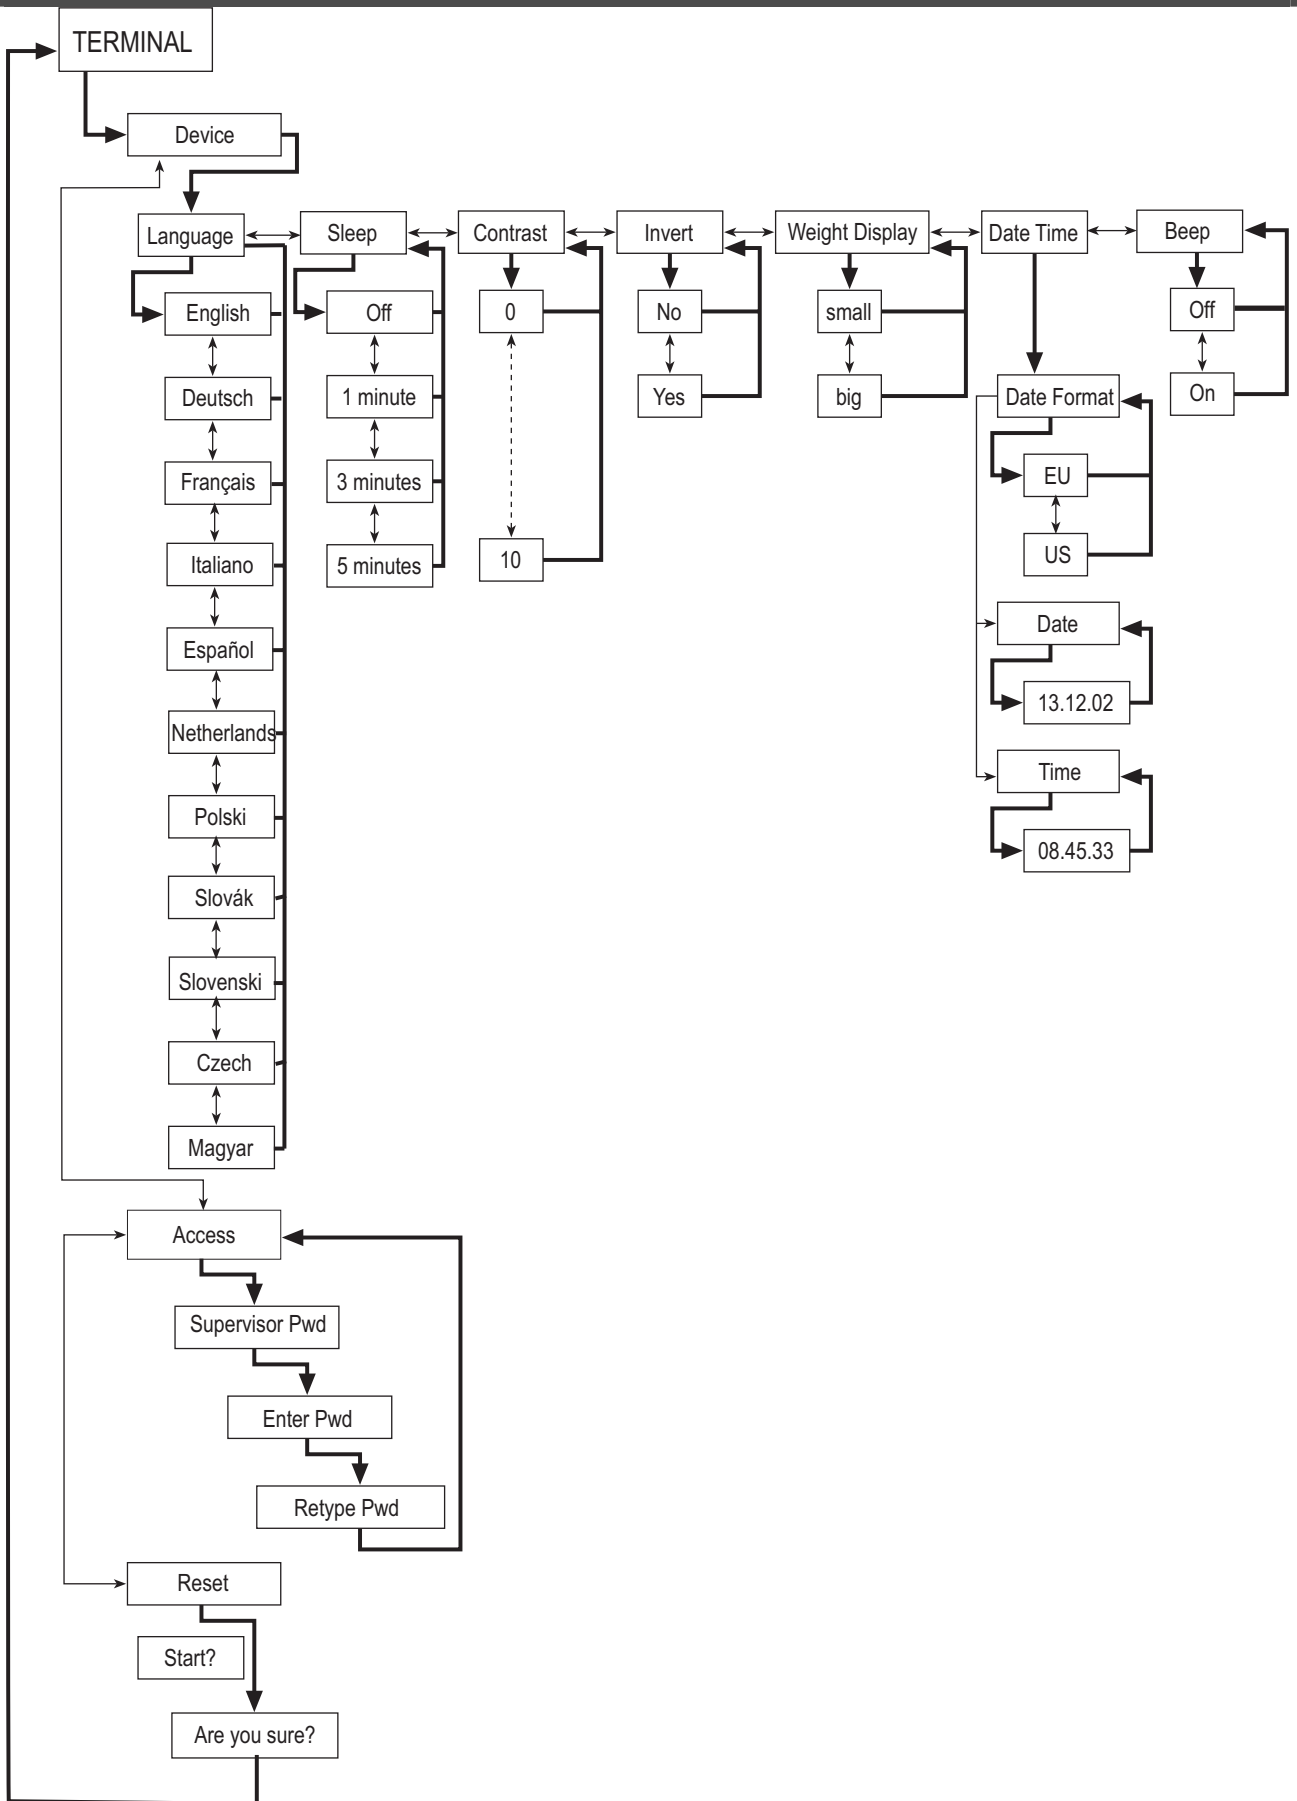 TERMINAL
Device
Language
Sleep
Contrast
Invert
Weight Display
Date Time
Beep
English
Deutsch
Français
Italiano
Español
Netherlands
Polski
Slovák
Slovenski
Czech
Magyar
Off
1 minute
3 minutes
5 minutes
0
10
No
Yes
small
big
Date Format
EU
US
Date
13.12.02
Time
08.45.33
Off
On
Access
Supervisor Pwd
Enter Pwd
Retype Pwd
Reset
Start?
Are you sure?